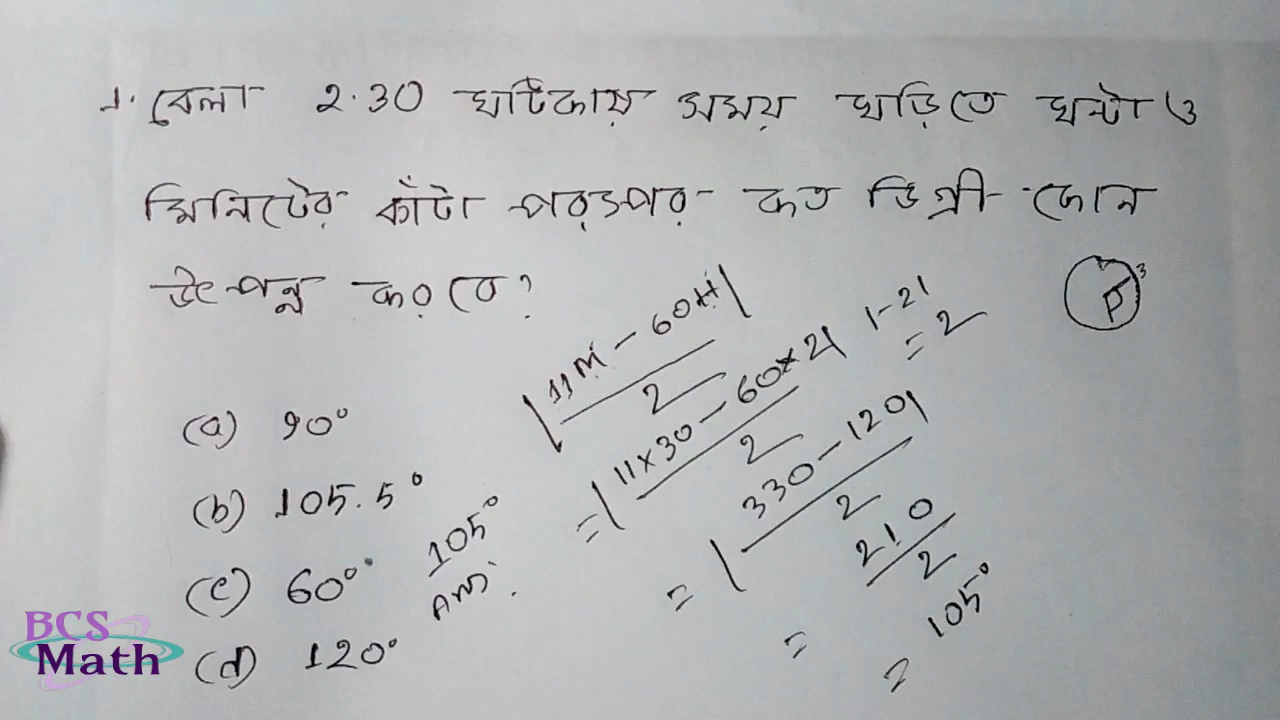 1. বেলা 2.30 ঘটিকায় সময় ঘড়িতে ঘন্টা ও
মিনিটের কাঁটা পরস্পর কত ডিগ্রী কোন
উৎপন্ন করবে?
(a) 90°
(b) 105.5°
(c) 60°
(d) 120°
105°
Ans:
|11M - 60H|
2
= |11×30 - 60×2|
2
= |330 - 120|
2
= 210
2
= 105°
|-2|
= 2
3
BCS
Math